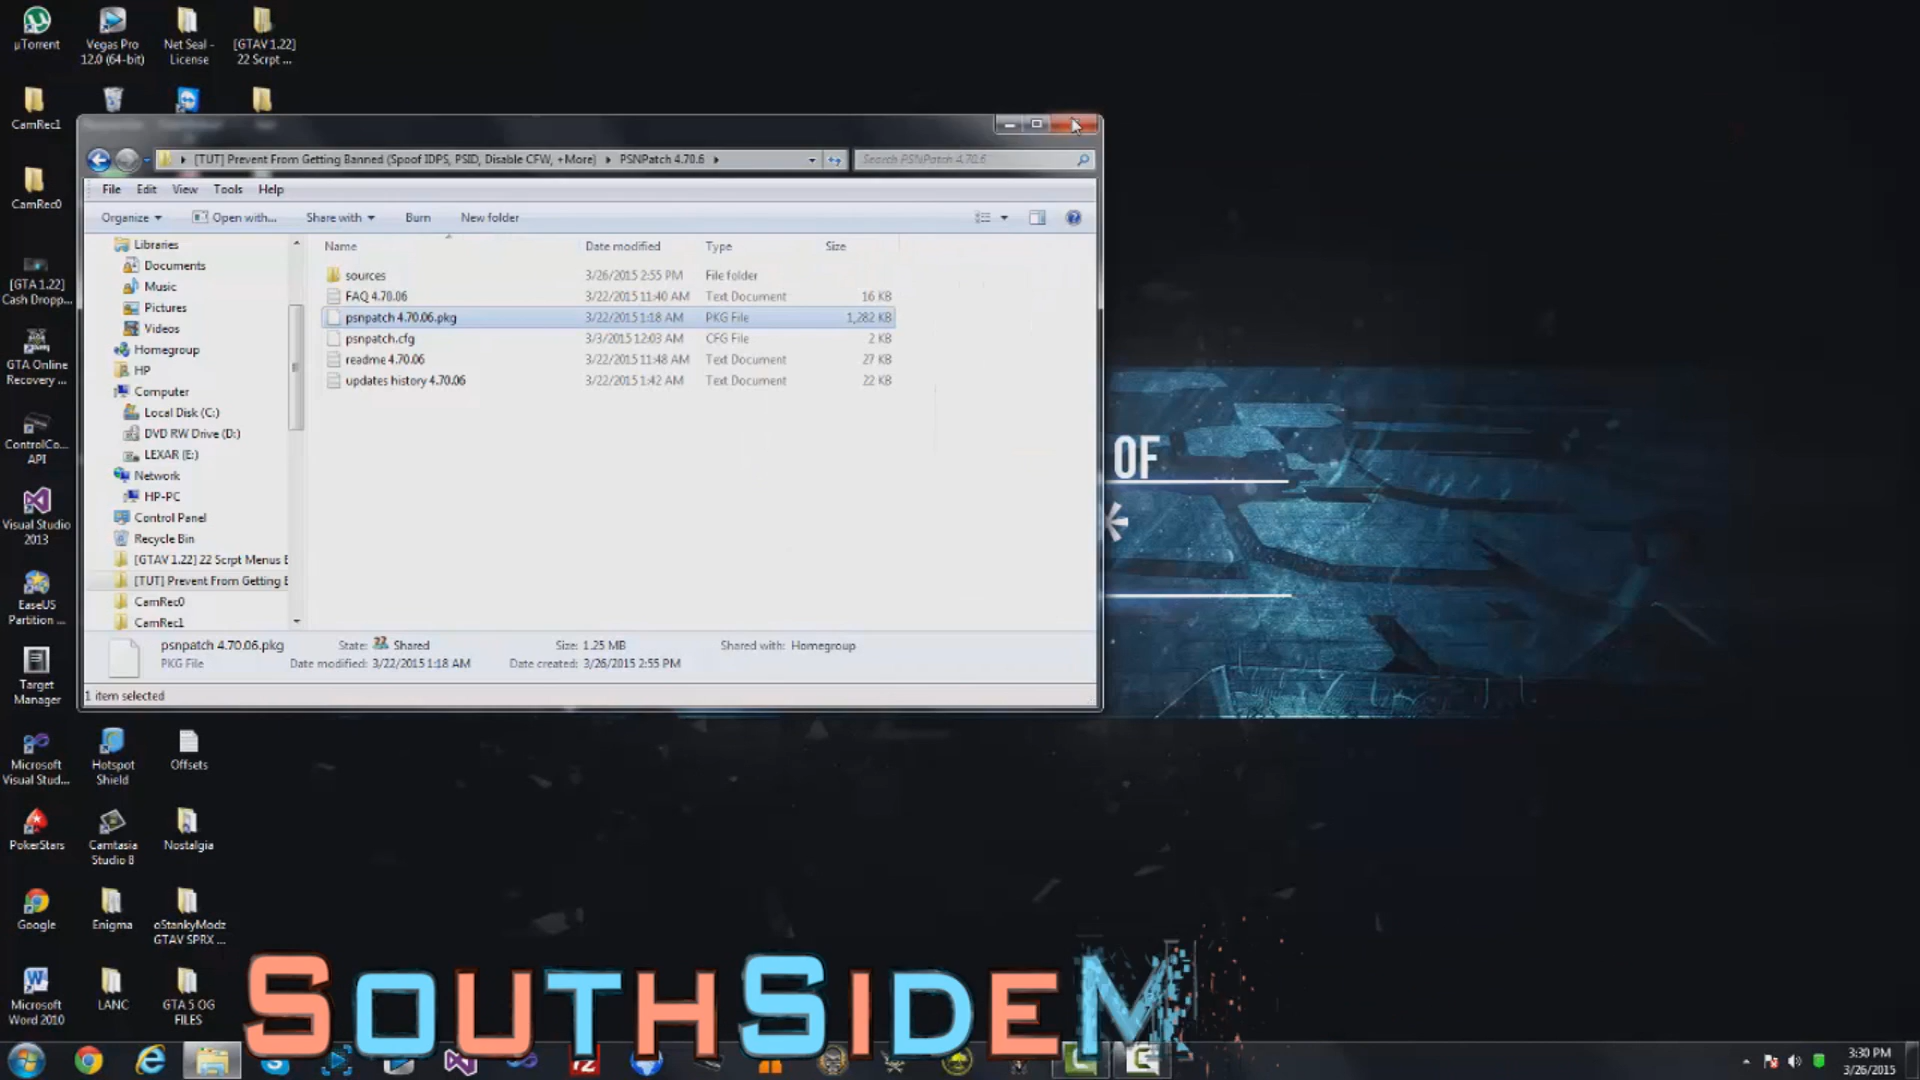 µTorrent
Vegas Pro
12.0 (64-bit)
Net Seal -
License
[GTAV 1.22]
22 Scrpt ...
CamRec1
CamRec0
[GTA 1.22]
Cash Dropp...
GTA Online
Recovery ...
ControlCo...
API
Visual Studio
2013
EaseUS
Partition ...
Target
Manager
Microsoft
Visual Stud...
Hotspot
Shield
Offsets
PokerStars
Camtasia
Studio 8
Nostalgia
Google
Enigma
oStankyModz
GTAV SPRX ...
Microsoft
Word 2010
LANC
GTA 5 OG
FILES
[TUT] Prevent From Getting Banned (Spoof IDPS, PSID, Disable CFW, +More) PSNPatch 4.70.6
Search PSNPatch 4.70.6
File Edit View Tools Help
Organize Open with... Share with Burn New folder
Libraries
Documents
Music
Pictures
Videos
Homegroup
HP
Computer
Local Disk (C:)
DVD RW Drive (D:)
LEXAR (E:)
Network
HP-PC
Control Panel
Recycle Bin
[GTAV 1.22] 22 Scrpt Menus
[TUT] Prevent From Getting
CamRec0
CamRec1
Name Date modified Type Size
sources 3/26/2015 2:55 PM File folder
FAQ 4.70.06 3/22/2015 11:40 AM Text Document 16 KB
psnpatch 4.70.06.pkg 3/22/2015 1:18 AM PKG File 1,282 KB
psnpatch.cfg 3/3/2015 12:03 AM CFG File 2 KB
readme 4.70.06 3/22/2015 11:48 AM Text Document 27 KB
updates history 4.70.06 3/22/2015 1:42 AM Text Document 22 KB
psnpatch 4.70.06.pkg State: Shared Size: 1.25 MB Shared with: Homegroup
PKG File Date modified: 3/22/2015 1:18 AM Date created: 3/26/2015 2:55 PM
1 item selected
OF
SOUTHSIDEM
3:30 PM
3/26/2015